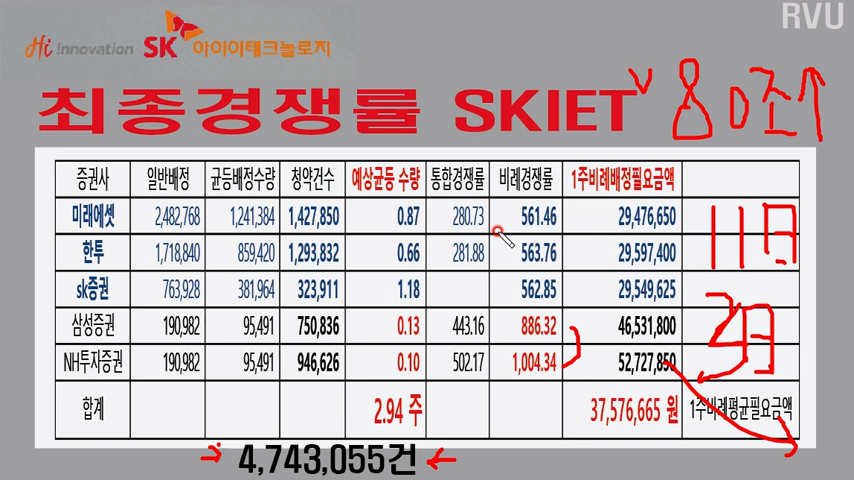 RVU
Hi !nnovation SK 아이이테크놀로지
최종경쟁률 SKIET 80조
증권사 일반배정 균등배정수량 청약건수 예상균등 수량 통합경쟁률 비례경쟁률 1주비례배정필요금액
미래에셋 2,482,768 1,241,384 1,427,850 0.87 280.73 561.46 29,476,650
한투 1,718,840 859,420 1,293,832 0.66 281.88 563.76 29,597,400
sk증권 763,928 381,964 323,911 1.18 562.85 29,549,625
삼성증권 190,982 95,491 750,836 0.13 443.16 886.32 46,531,800
NH투자증권 190,982 95,491 946,626 0.10 502.17 1,004.34 52,727,850
합계 2.94 주 37,576,665 원 1주비례평균필요금액
4,743,055건